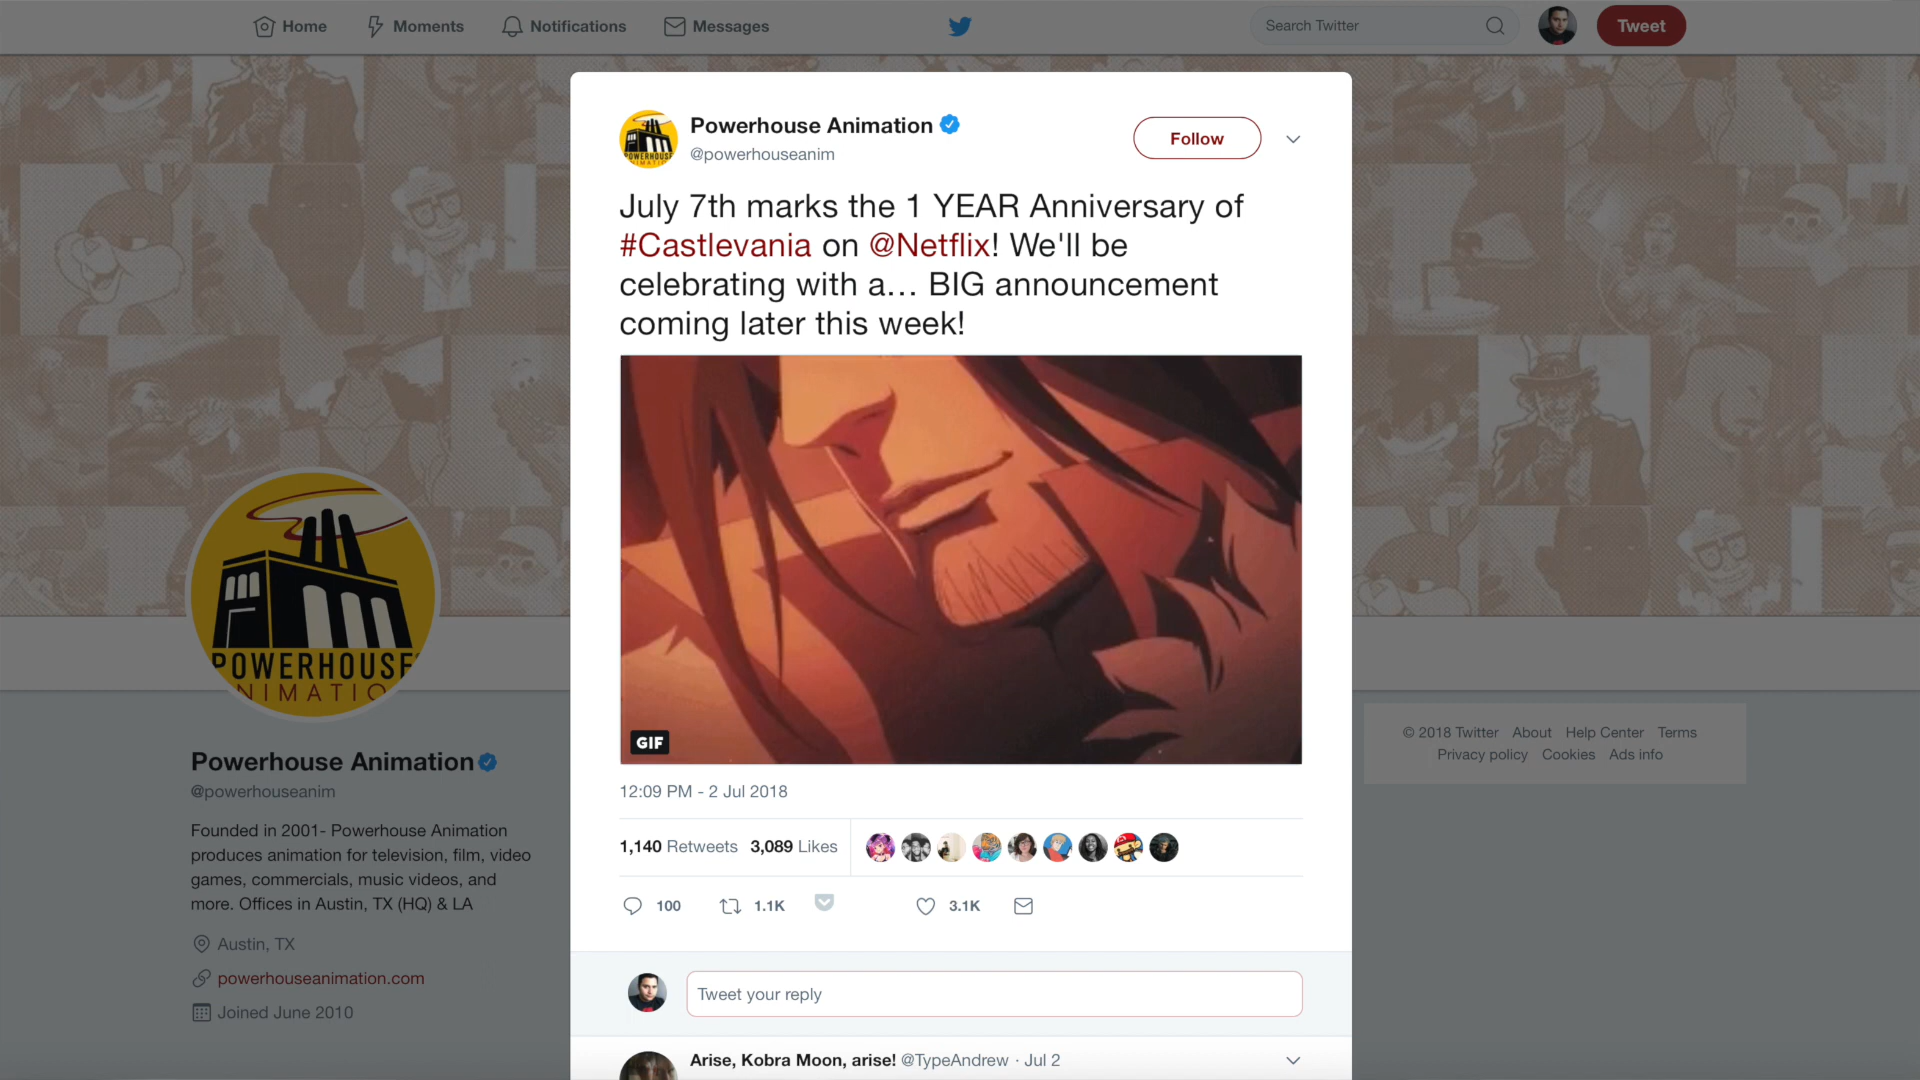 Home
Moments
Notifications
Messages
Search Twitter
Tweet
Powerhouse Animation
@powerhouseanim
Follow
July 7th marks the 1 YEAR Anniversary of
#Castlevania on @Netflix! We'll be
celebrating with a... BIG announcement
coming later this week!
GIF
12:09 PM - 2 Jul 2018
1,140 Retweets 3,089 Likes
100
1.1K
3.1K
Tweet your reply
Arise, Kobra Moon, arise! @TypeAndrew · Jul 2
POWERHOUSE
NIMATIO
Powerhouse Animation
@powerhouseanim
Founded in 2001- Powerhouse Animation
produces animation for television, film, video
games, commercials, music videos, and
more. Offices in Austin, TX (HQ) & LA
Austin, TX
powerhouseanimation.com
Joined June 2010
© 2018 Twitter About Help Center Terms
Privacy policy Cookies Ads info